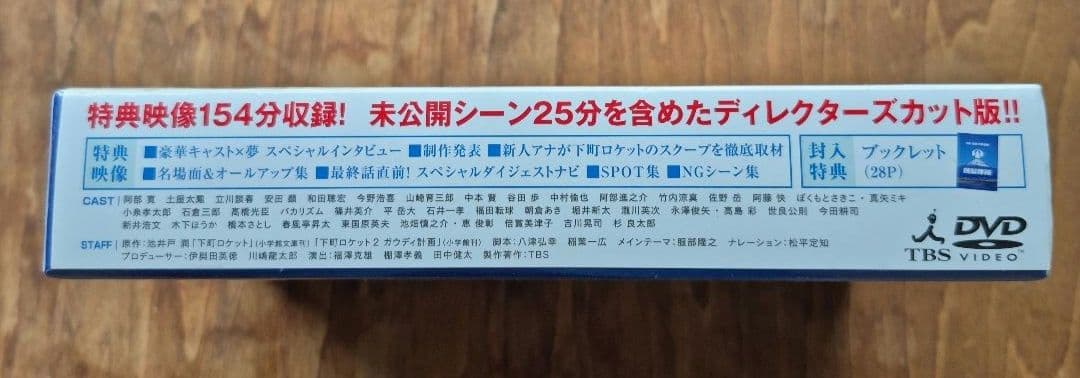 特典映像154分収録! 未公開シーン25分を含めたディレクターズカット版!!
特典映像
■豪華キャスト×夢 スペシャルインタビュー ■制作発表 ■新人アナが下町ロケットのスクープを徹底取材
■名場面&オールアップ集 ■最終話直前!スペシャルダイジェストナビ ■SPOT集 ■NGシーン集
封入特典
ブックレット
(28P)
CAST 阿部 寛 土屋太鳳 立川談春 安田 顕 和田聰宏 今野浩喜 山崎育三郎 中本 賢 谷田 歩 中村倫也 阿部進之介 竹内涼真 佐野 岳 阿藤 快 ぼくもとさきこ・真矢ミキ
小泉孝太郎 石倉三郎 高橋光臣 バカリズム 篠井英介 平 岳大 石井一孝 福田転球 朝倉あき 堀井新太 瀧川英次 永澤俊矢・高島 彩 世良公則 今田耕司
新井浩文 木下ほうか 橋本さとし 春風亭昇太 東国原英夫 池畑慎之介・恵 俊彰 倍賞美津子 吉川晃司 杉 良太郎
STAFF 原作:池井戸 潤「下町ロケット」(小学館文庫刊)「下町ロケット2 ガウディ計画」(小学館刊) 脚本:八津弘幸 稲葉一広 メインテーマ:服部隆之 ナレーション:松平定知
プロデューサー:伊與田英徳 川嶋龍太郎 演出:福澤克雄 棚澤孝義 田中健太 製作著作:TBS
TBS
DVD
VIDEO
TM